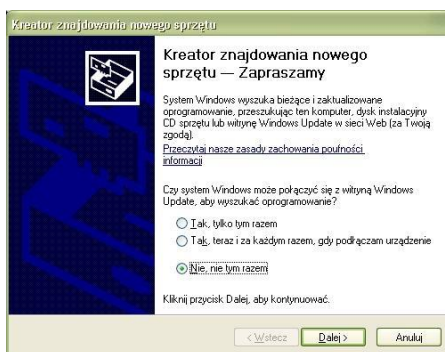 Kreator znajdowania nowego sprzętu
Kreator znajdowania nowego
sprzętu — Zapraszamy
System Windows wyszuka bieżące i zaktualizowane
oprogramowanie, przeszukując ten komputer, dysk instalacyjny
CD sprzętu lub witrynę Windows Update w sieci Web (za Twoją
zgodą).
Przeczytaj nasze zasady zachowania poufności
informacji
Czy system Windows może połączyć się z witryną Windows
Update, aby wyszukać oprogramowanie?
Tak, tylko tym razem
Tak, teraz i za każdym razem, gdy podłączam urządzenie
Nie, nie tym razem
Kliknij przycisk Dalej, aby kontynuować.
< Wstecz
Dalej >
Anuluj